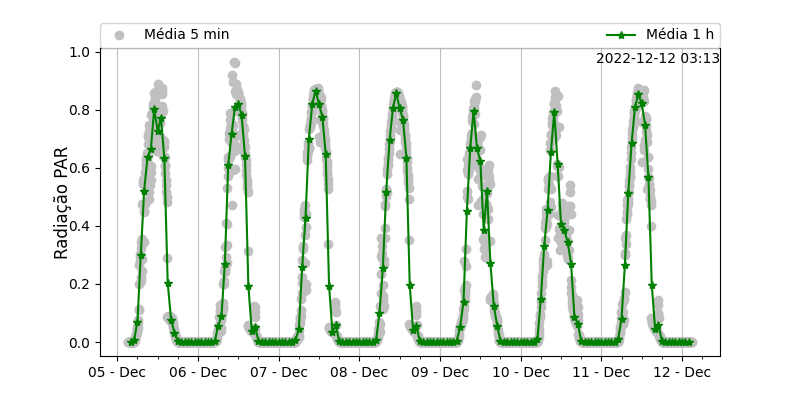 Média 5 min
Média 1 h
2022-12-12 03:13
Radiação PAR
1.0
0.8
0.6
0.4
0.2
0.0
05 - Dec
06 - Dec
07 - Dec
08 - Dec
09 - Dec
10 - Dec
11 - Dec
12 - Dec